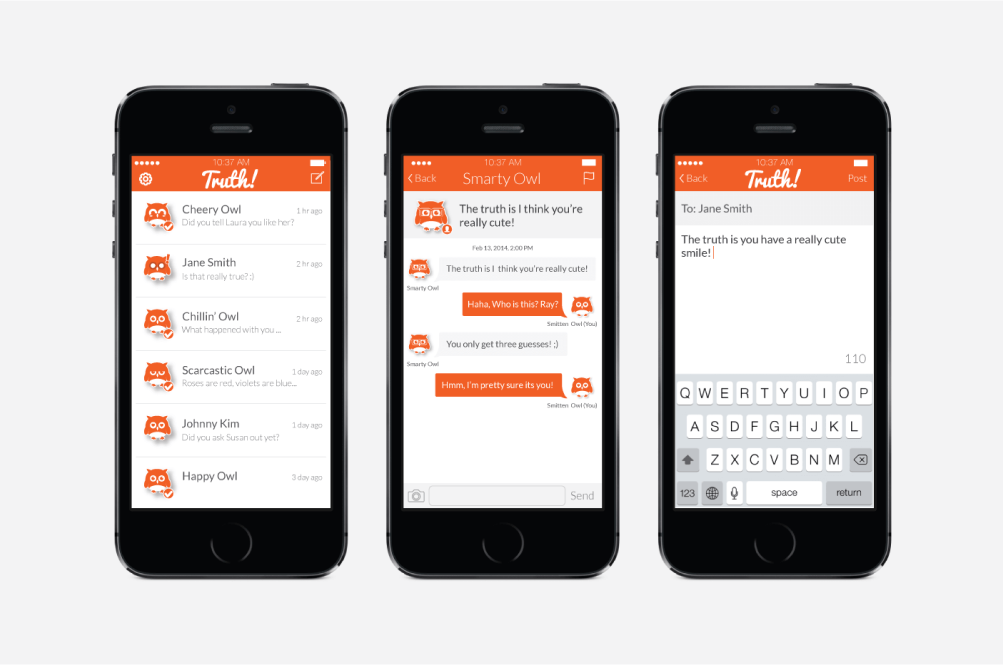 10:37 AM
Truth!
Cheery Owl
1 hr ago
Did you tell Laura you like her?
Jane Smith
2 hr ago
Is that really true? :)
Chillin' Owl
2 hr ago
What happened with you ...
Scarcastic Owl
1 day ago
Roses are red, violets are blue...
Johnny Kim
1 day ago
Did you ask Susan out yet?
Happy Owl
3 day ago
10:37 AM
Back
Smarty Owl
The truth is I think you're
really cute!
Feb 13, 2014, 2:00 PM
The truth is I think you're really cute!
Smarty Owl
Haha, Who is this? Ray?
Smitten Owl (You)
You only get three guesses! ;)
Smarty Owl
Hmm, I'm pretty sure its you!
Smitten Owl (You)
Send
10:37 AM
Back
Truth!
Post
To: Jane Smith
The truth is you have a really cute
smile!
110
Q W E R T Y U I O P
A S D F G H J K L
Z X C V B N M
123
space
return